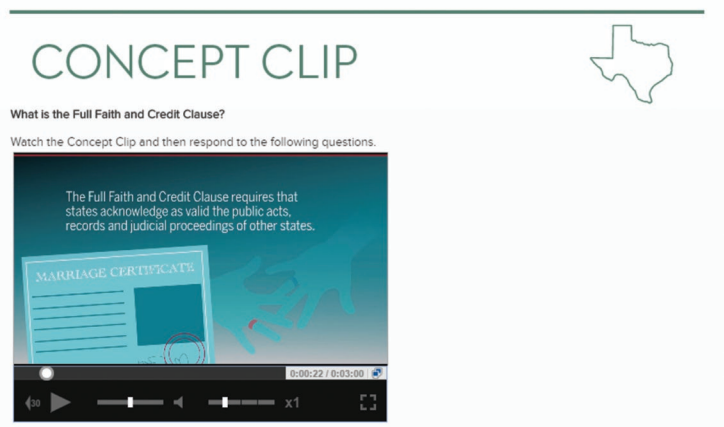 CONCEPT CLIP
What is the Full Faith and Credit Clause?
Watch the Concept Clip and then respond to the following questions.
The Full Faith and Credit Clause requires that
states acknowledge as valid the public acts,
records and judicial proceedings of other states.
MARRIAGE CERTIFICATE
0:00:22 / 0:03:00
30
x1